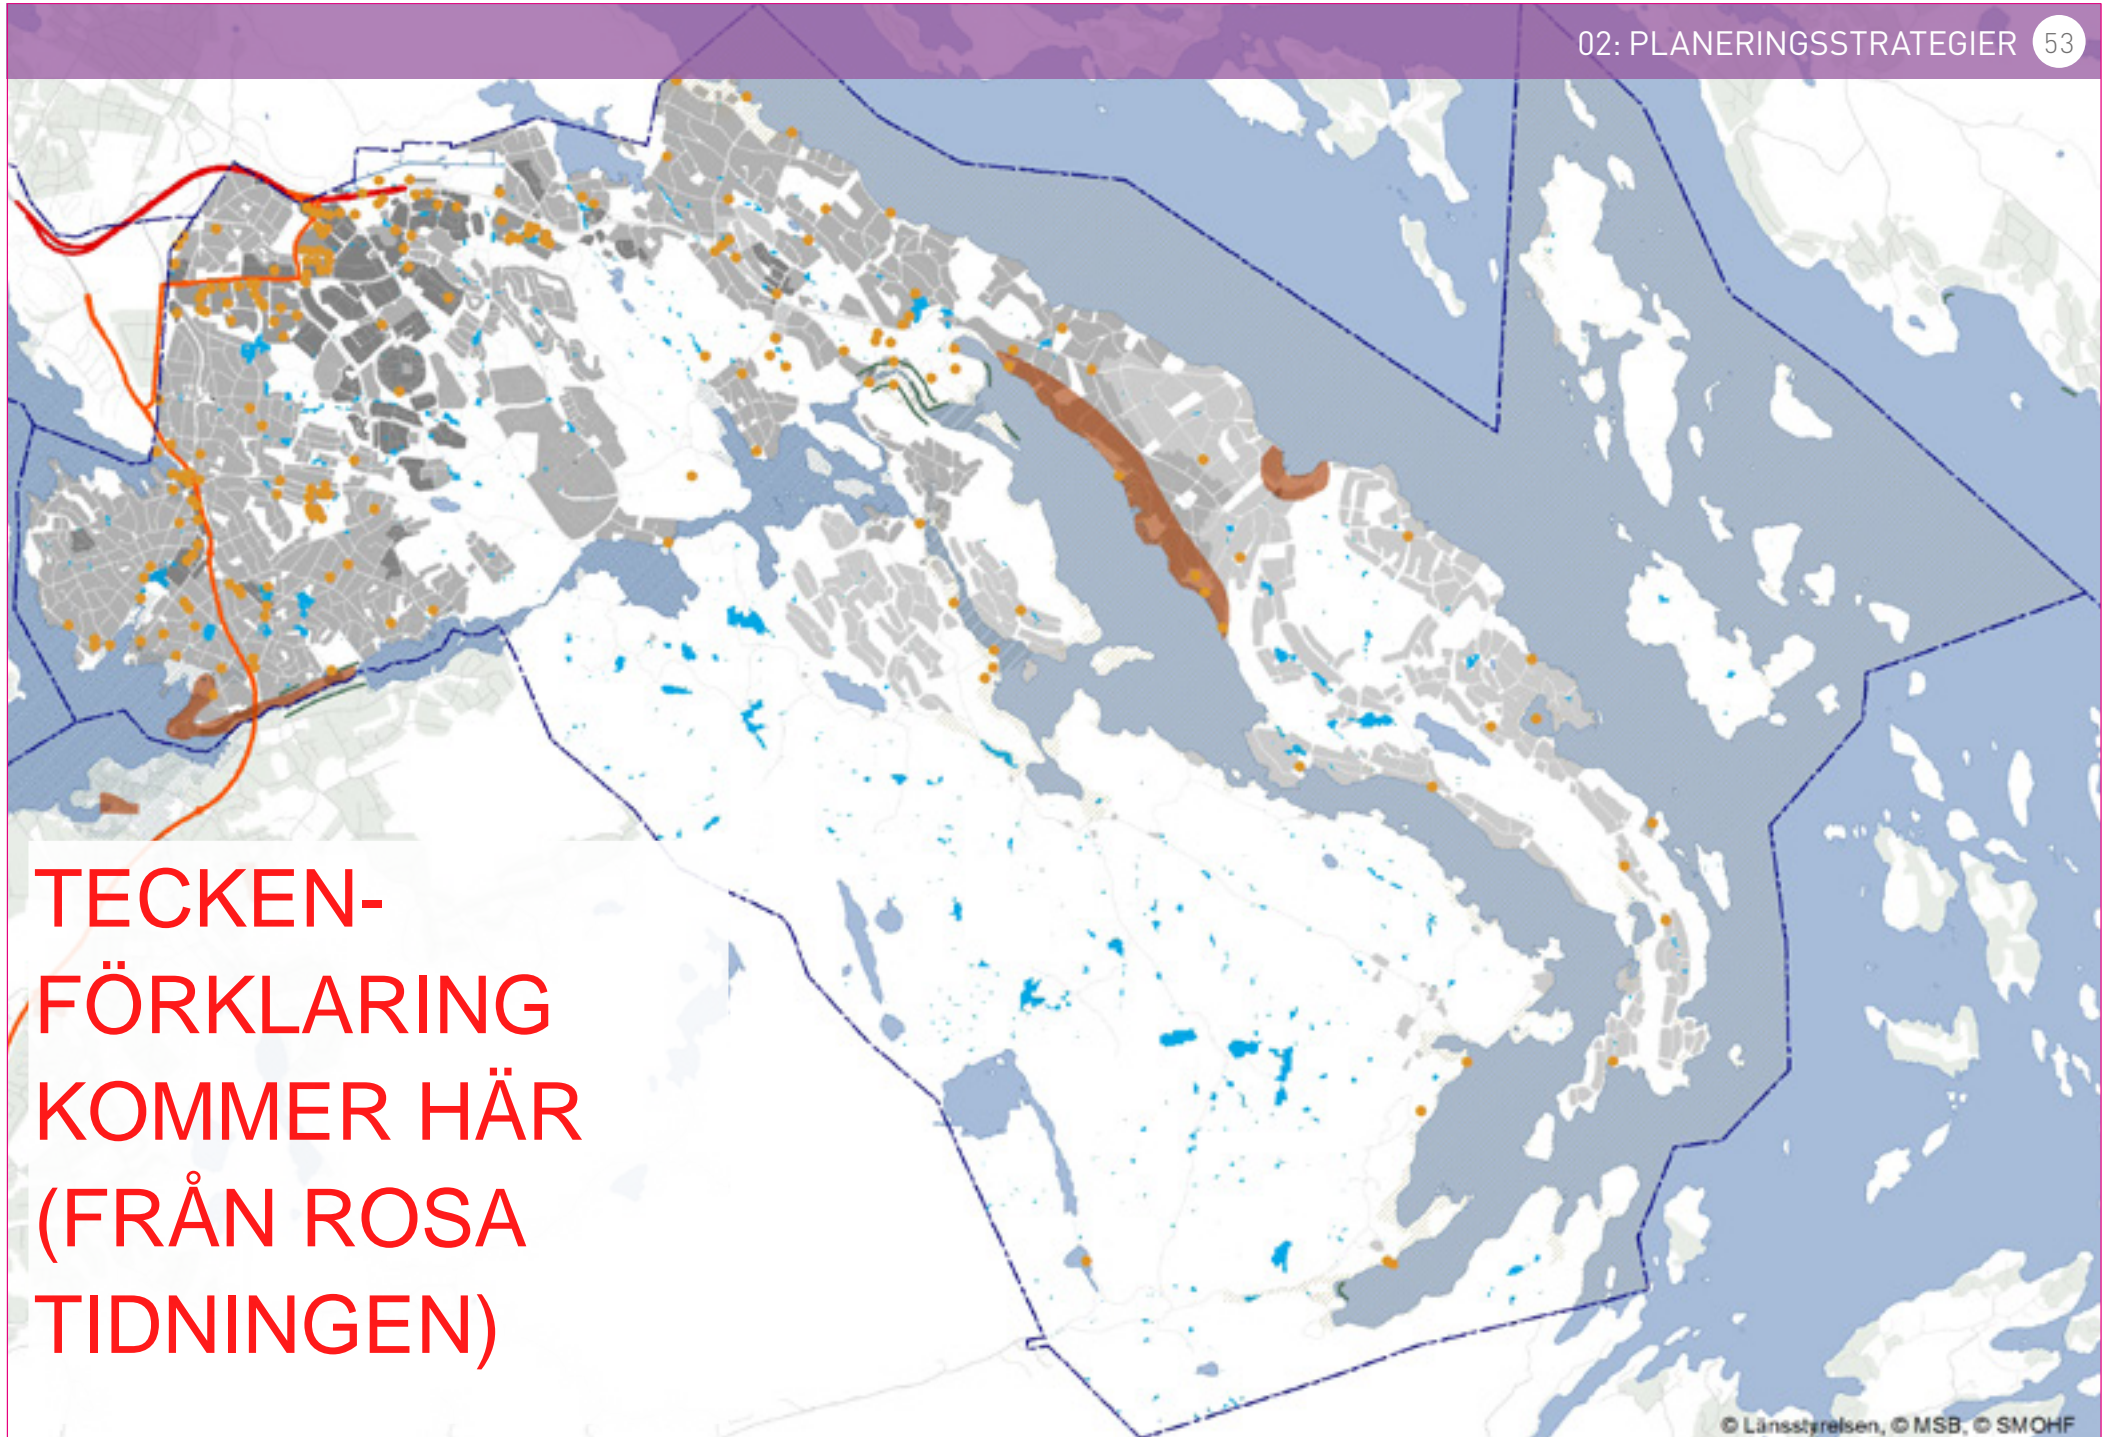 02: PLANERINGSSTRATEGIER 53
TECKEN-
FÖRKLARING
KOMMER HÄR
(FRÅN ROSA
TIDNINGEN)
© Länsstyrelsen, © MSB, © SMOHF